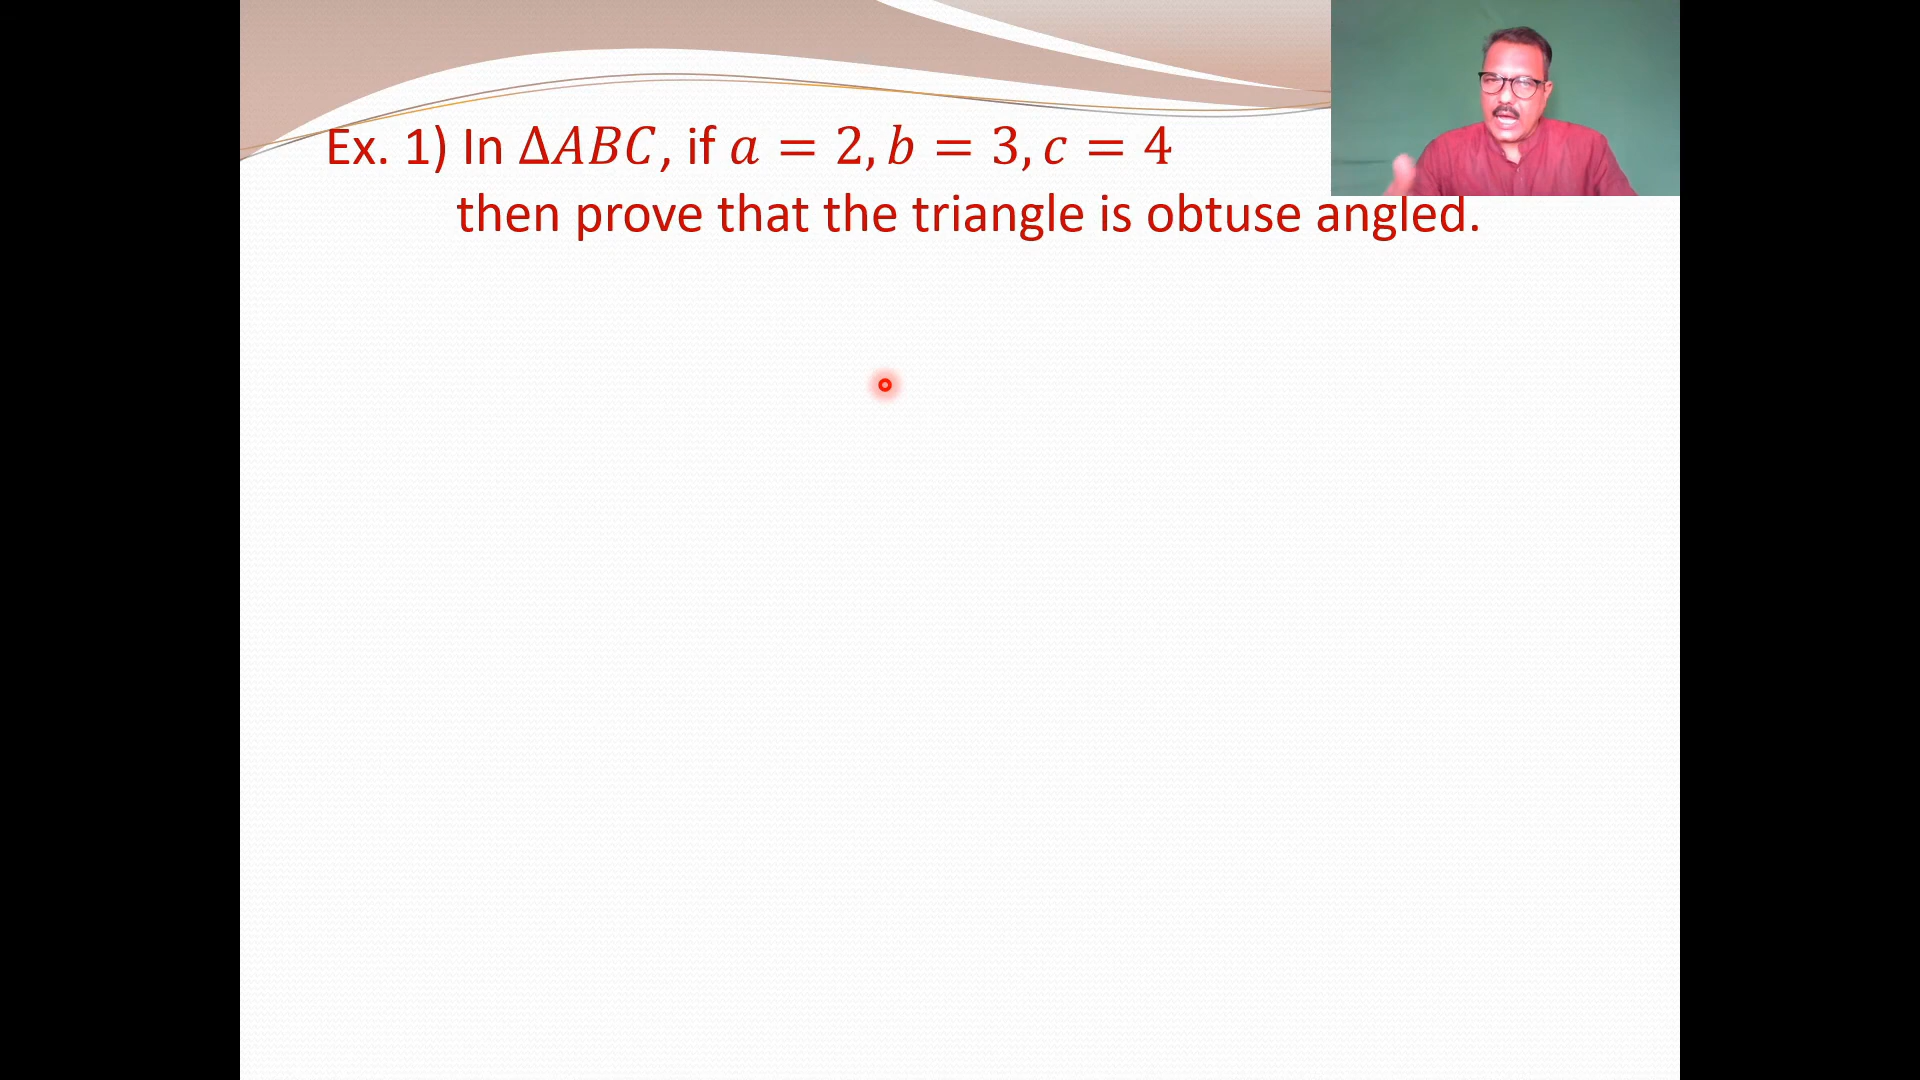 Ex. 1) In ΔABC, if a = 2, b = 3, c = 4
then prove that the triangle is obtuse angled.